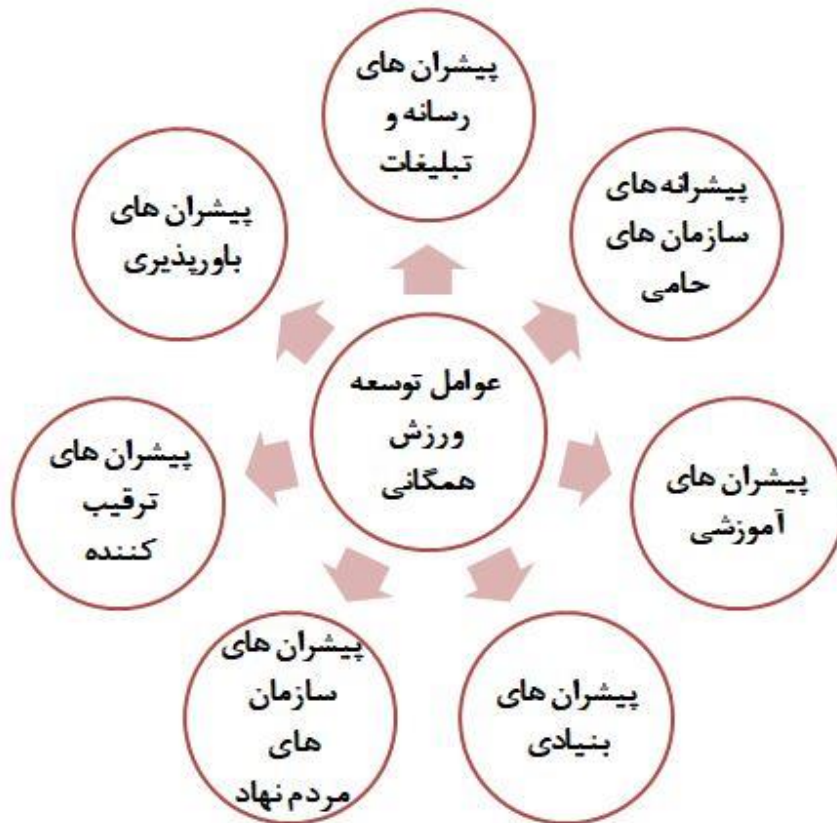 پیشران های
رسانه و
تبلیغات
پیشرانه های
سازمان های
حامی
پیشران های
آموزشی
پیشران های
بنیادی
پیشران های
سازمان
های
مردم نهاد
پیشران های
ترقیب
کننده
پیشران های
باورپذیری
عوامل توسعه
ورزش
همگانی